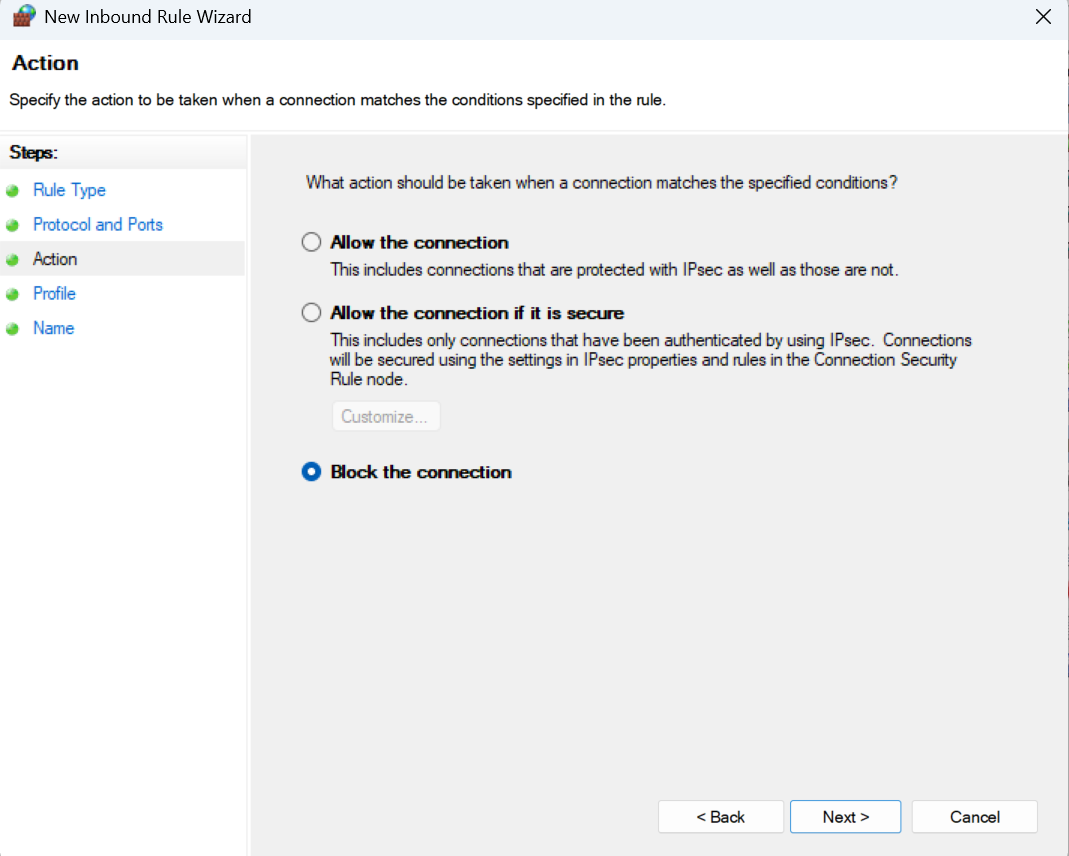 New Inbound Rule Wizard
Action
Specify the action to be taken when a connection matches the conditions specified in the rule.
Steps:
Rule Type
Protocol and Ports
Action
Profile
Name
What action should be taken when a connection matches the specified conditions?
Allow the connection
This includes connections that are protected with IPsec as well as those are not.
Allow the connection if it is secure
This includes only connections that have been authenticated by using IPsec. Connections
will be secured using the settings in IPsec properties and rules in the Connection Security
Rule node.
Customize...
Block the connection
< Back
Next >
Cancel